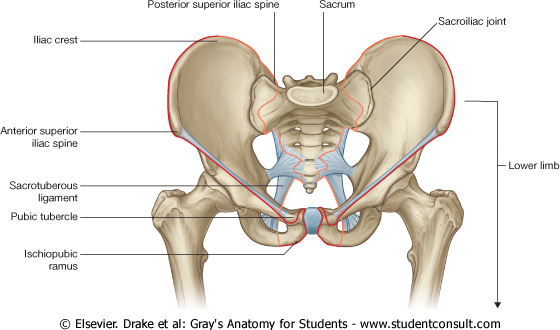 Posterior superior iliac spine
Sacrum
Iliac crest
Sacroiliac joint
Anterior superior
iliac spine
Lower limb
Sacrotuberous
ligament
Pubic tubercle
Ischiopubic
ramus
© Elsevier. Drake et al: Gray's Anatomy for Students - www.studentconsult.com